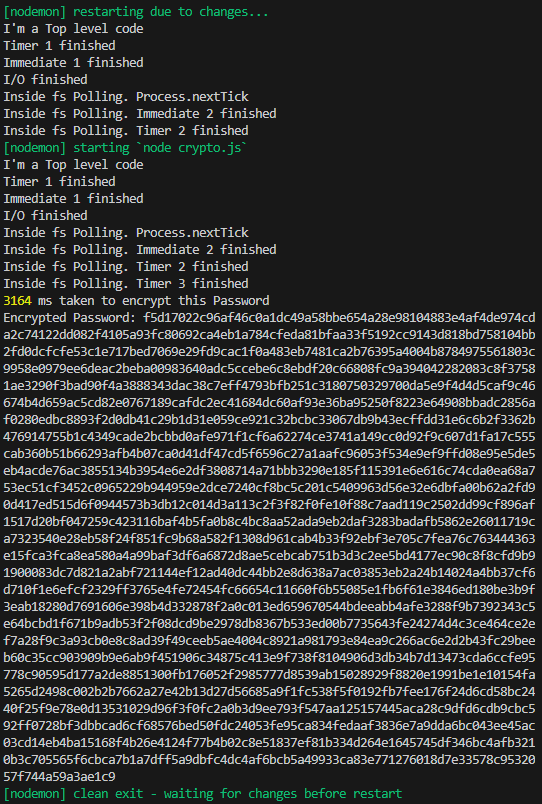 [nodemon] restarting due to changes...
I'm a Top level code
Timer 1 finished
Immediate 1 finished
I/O finished
Inside fs Polling. Process.nextTick
Inside fs Polling. Immediate 2 finished
Inside fs Polling. Timer 2 finished
[nodemon] starting `node crypto.js`
I'm a Top level code
Timer 1 finished
Immediate 1 finished
I/O finished
Inside fs Polling. Process.nextTick
Inside fs Polling. Immediate 2 finished
Inside fs Polling. Timer 2 finished
Inside fs Polling. Timer 3 finished
3164 ms taken to encrypt this Password
Encrypted Password: f5d17022c96af46c0a1dc49a58bbe654a28e98104883e4af4de974cd
a2c74122dd082f4105a93fc80692ca4eb1a784cfeda81bfaa33f5192cc9143d818bd758104bb
2fd0dcfcfe53c1e717bed7069e29fd9cac1f0a483eb7481ca2b76395a4004b8784975561803c
9958e0979ee6deac2beba00983640adc5ccebe6c8ebdf20c66808fc9a394042282083c8f3758
1ae3290f3bad90f4a3888343dac38c7eff4793bfb251c3180750329700da5e9f4d4d5caf9c46
674b4d659ac5cd82e0767189cafdc2ec41684dc60af93e36ba95250f8223e64908bbadc2856a
f0280edbc8893f2d0db41c29b1d31e059ce921c32bcbc33067db9b43ecffdd31e6c6b2f3362b
476914755b1c4349cade2bcbbd0afe971f1cf6a62274ce3741a149cc0d92f9c607d1fa17c555
cab360b51b66293afb4b07ca0d41df47cd5f6596c27a1aafc96053f534e9ef9ffd08e95e5de5
eb4acde76ac3855134b3954e6e2df3808714a71bbb3290e185f115391e6e616c74cda0ea68a7
53ec51cf3452c0965229b944959e2dce7240cf8bc5c201c5409963d56e32e6dbfa00b62a2fd9
0d417ed515d6f0944573b3db12c014d3a113c2f3f82f0fe10f88c7aad119c2502dd99cf896af
1517d20bf047259c423116baf4b5fa0b8c4bc8aa52ada9eb2daf3283badafb5862e26011719c
a7323540e28eb58f24f851fc9b68a582f1308d961cab4b33f92ebf3e705c7fea76c763444363
e15fca3fca8ea580a4a99baf3df6a6872d8ae5cebcab751b3d3c2ee5bd4177ec90c8f8cfd9b9
1900083dc7d821a2abf721144ef12ad40dc44bb2e8d638a7ac03853eb2a24b14024a4bb37cf6
d710f1e6efcf2329ff3765e4fe72454fc66654c11660f6b55085e1fb6f61e3846ed180be3b9f
3eab18280d7691606e398b4d332878f2a0c013ed659670544bdeeabb4afe3288f9b7392343c5
e64bcbd1f671b9adb53f2f08dcd9be2978db8367b533ed00b7735643fe24274d4c3ce464ce2e
f7a28f9c3a93cb0e8c8ad39f49ceeb5ae4004c8921a981793e84ea9c266ac6e2d2b43fc29bee
b60c35cc903909b9e6ab9f451906c34875c413e9f738f8104906d3db34b7d13473cda6ccfe95
778c90595d177a2de8851300fb176052f2985777d8539ab15028929f8820e1991be1e10154fa
5265d2498c002b2b7662a27e42b13d27d56685a9f1fc538f5f0192fb7fee176f24d6cd58bc24
40f25f9e78e0d13531029d96f3f0fc2a0b3d9ee793f547aa125157445aca28c9dfd6cdb9cbc5
92ff0728bf3dbbcad6cf68576bed50fdc24053fe95ca834fedaaf3836e7a9dda6bc043ee45ac
03cd14eb4ba15168f4b26e4124f77b4b02c8e51837ef81b334d264e1645745df346bc4afb321
0b3c705565f6cbca7b1a7dff5a9dbfc4dc4af6bcb5a49933ca83e771276018d7e33578c95320
57f744a59a3ae1c9
[nodemon] clean exit - waiting for changes before restart